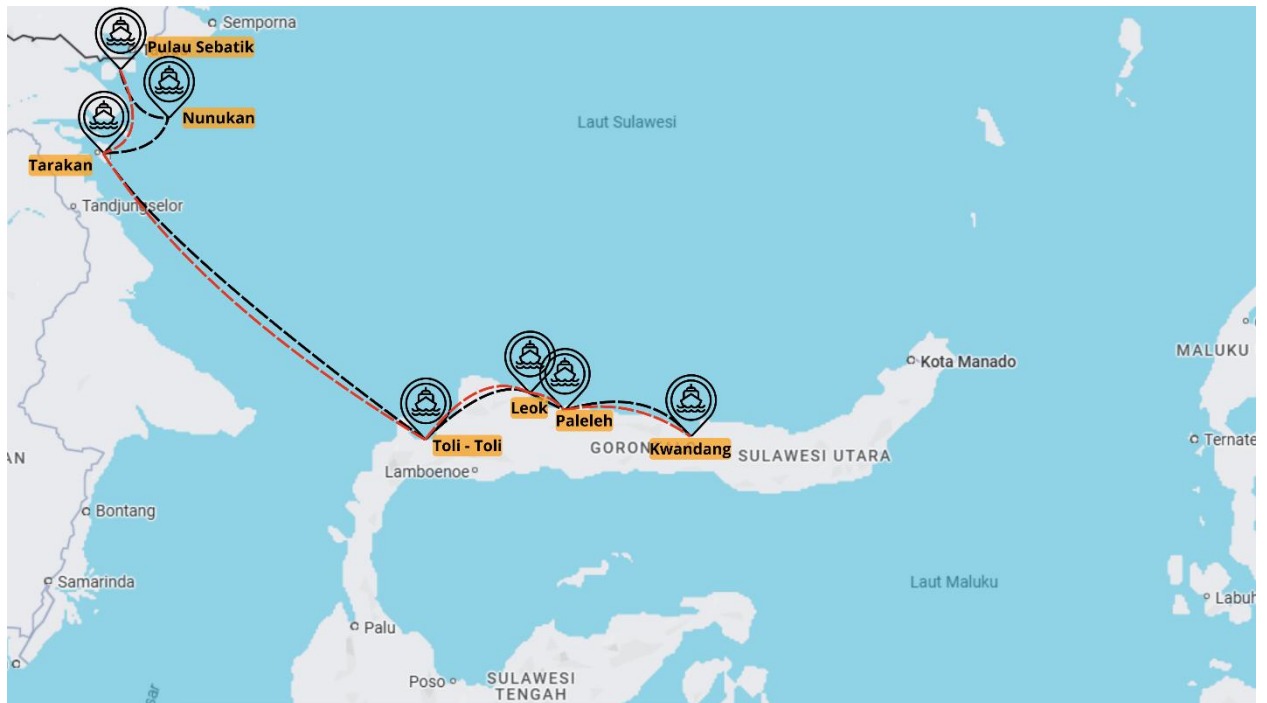 Semporna
Pulau Sebatik
Nunukan
Laut Sulawesi
Tarakan
Tandjungselor
MALUKU
Kota Manado
Leok
Paleleh
Toli - Toli
Kwandang
SULAWESI UTARA
Ternate
Lamboenoe
AN
Bontang
Samarinda
Laut Maluku
Labuh
Palu
Poso
SULAWESI
TENGAH